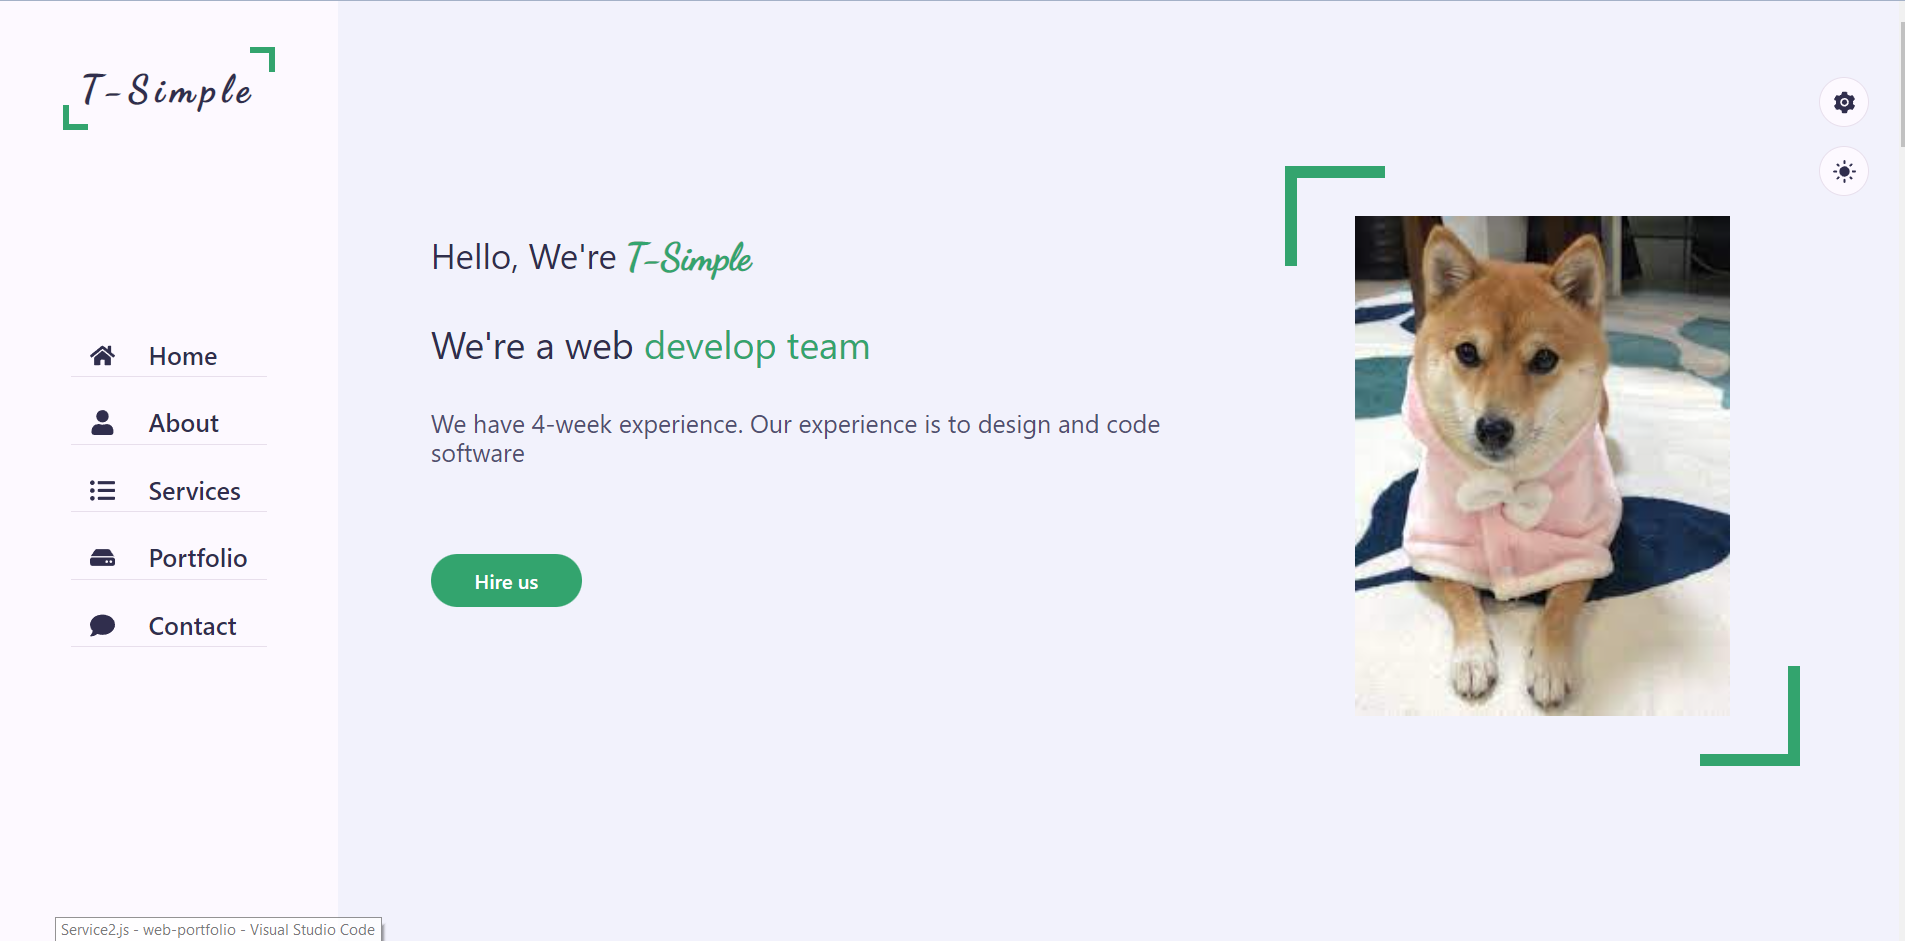 T-Simple
Home
About
Services
Portfolio
Contact
Hello, We're T-Simple
We're a web develop team
We have 4-week experience. Our experience is to design and code
software
Hire us
Service2.js - web-portfolio - Visual Studio Code